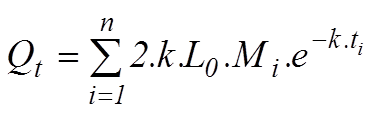 Q_t = \sum_{i=1}^{n} 2.k.L_0.M_i.e^{-k.t_i}